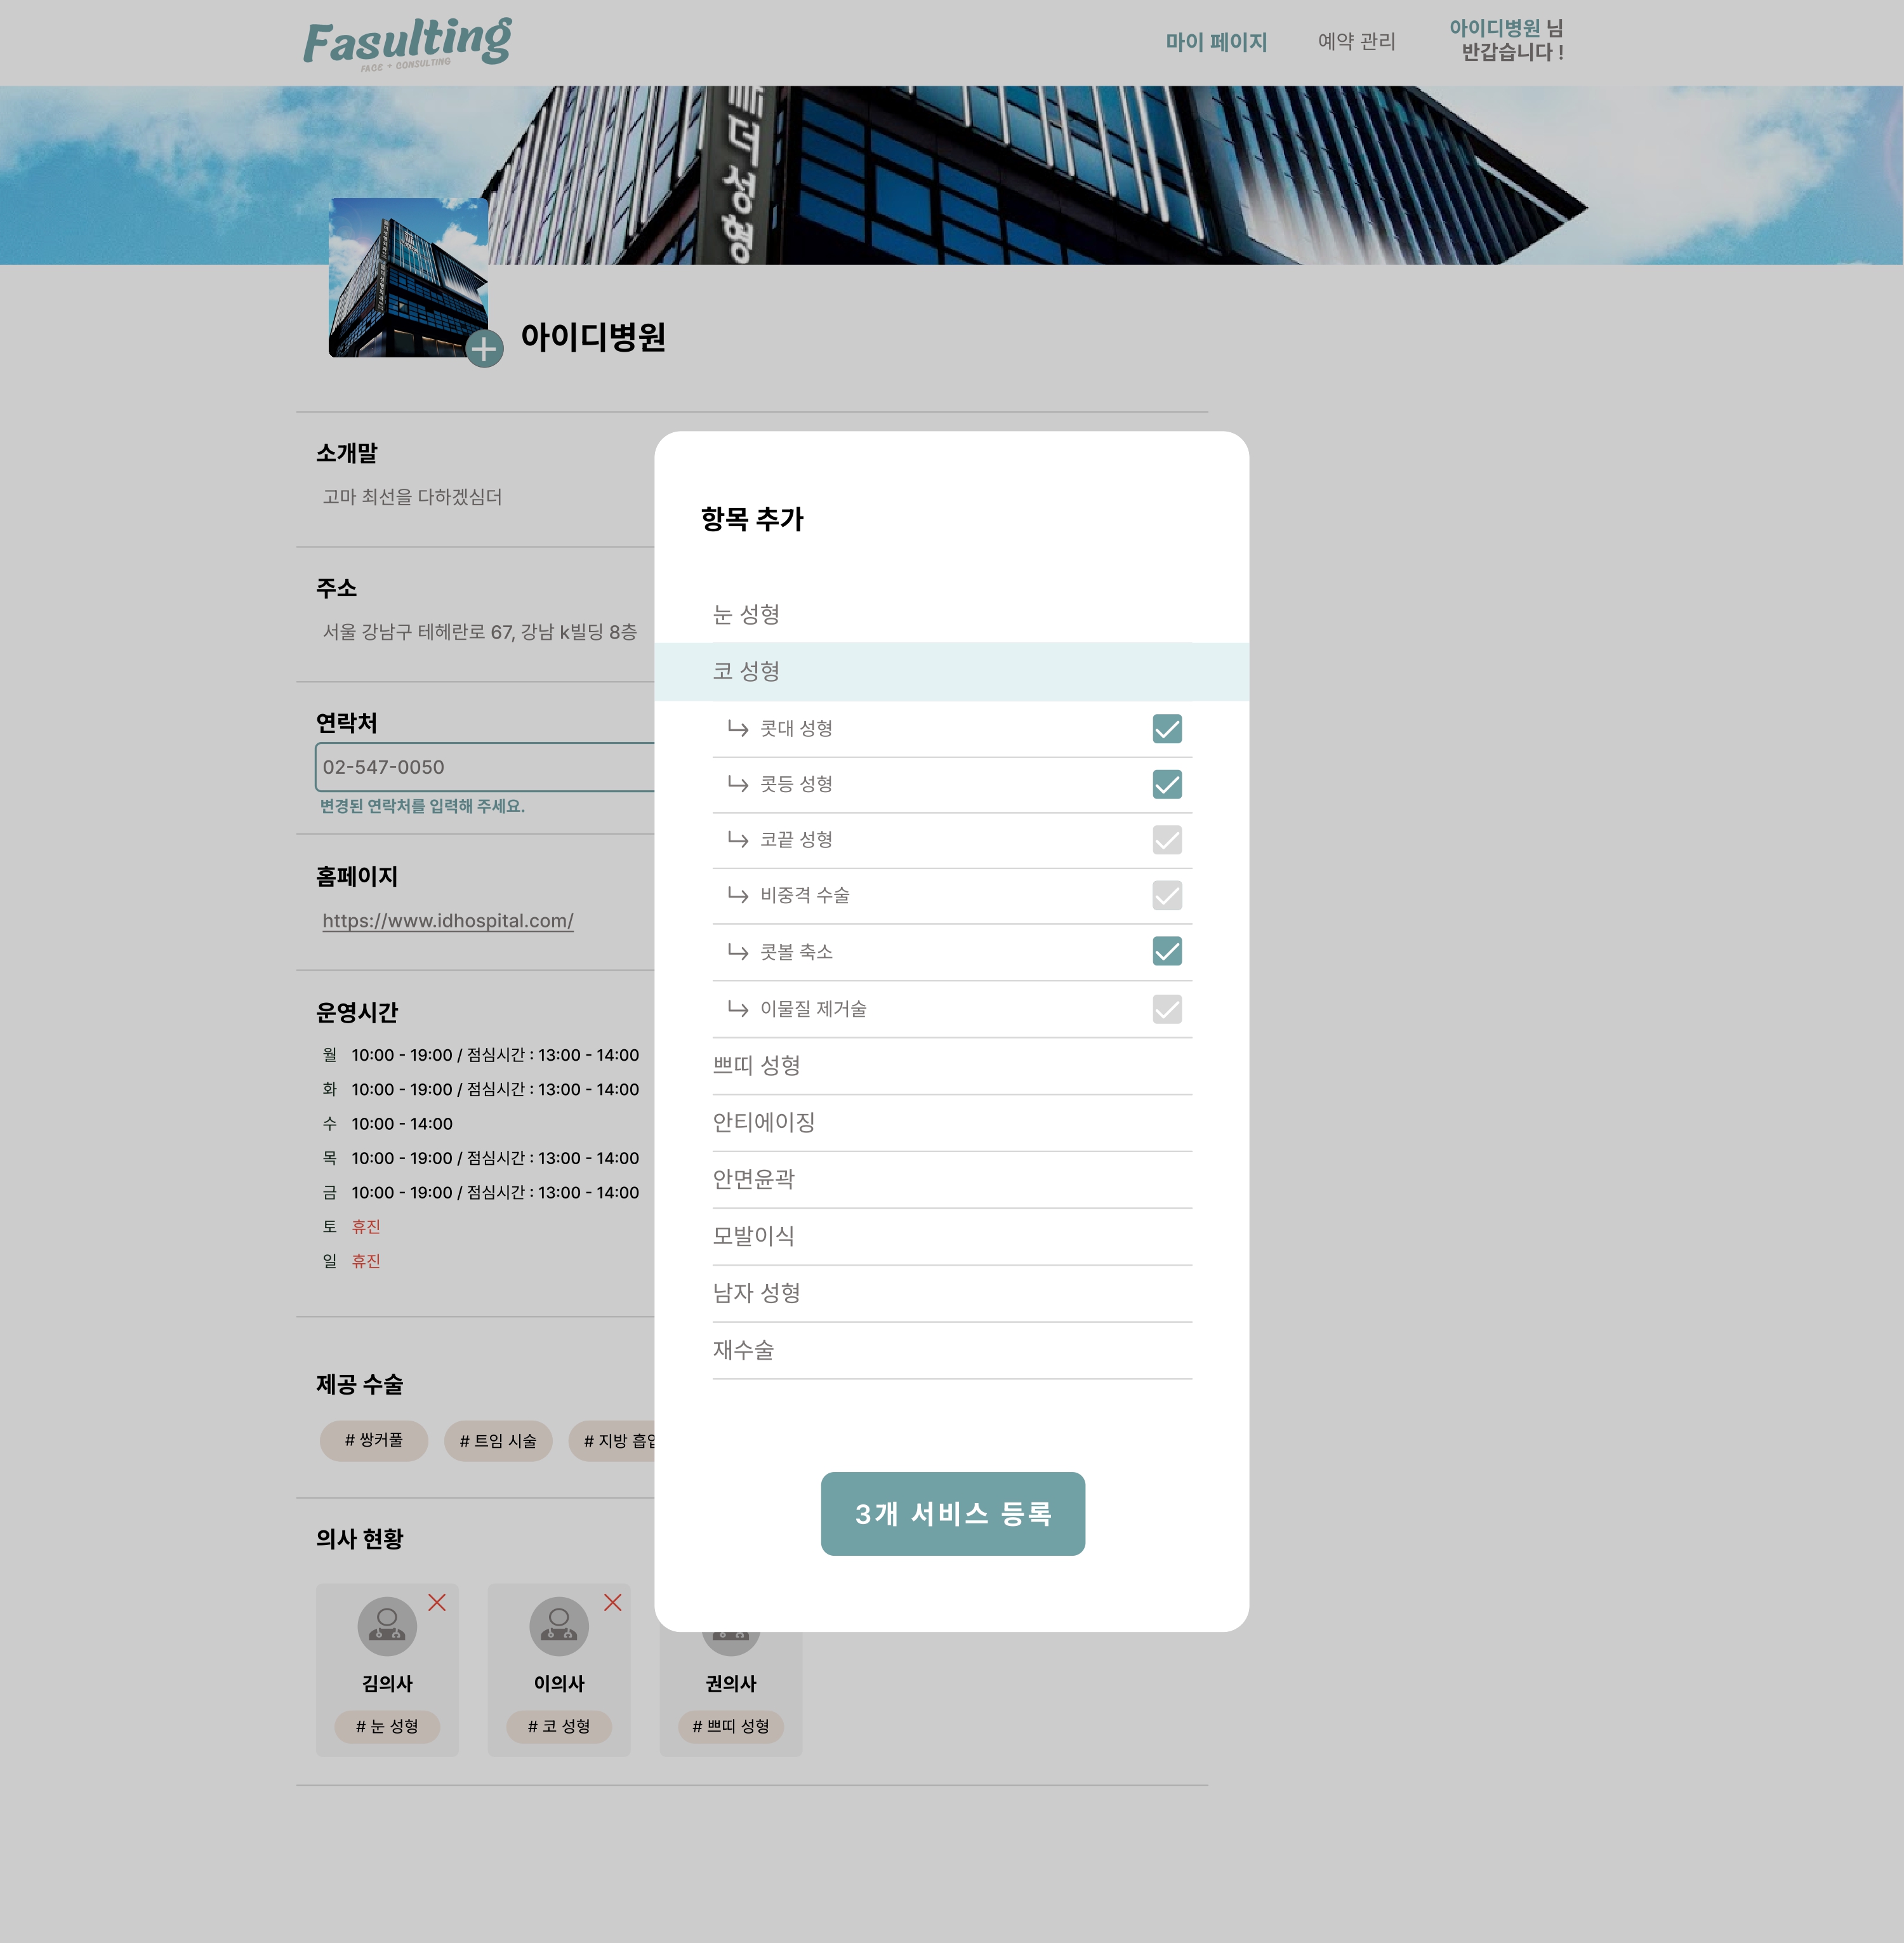 Fasulting
FACE + CONSULTING
마이 페이지
예약 관리
아이디병원 님
반갑습니다 !
디
성
형
아이디병원
소개말
고마 최선을 다하겠심더
주소
서울 강남구 테헤란로 67, 강남 k빌딩 8층
연락처
02-547-0050
변경된 연락처를 입력해 주세요.
홈페이지
https://www.idhospital.com/
운영시간
월 10:00 - 19:00 / 점심시간 : 13:00 - 14:00
화 10:00 - 19:00 / 점심시간 : 13:00 - 14:00
수 10:00 - 14:00
목 10:00 - 19:00 / 점심시간 : 13:00 - 14:00
금 10:00 - 19:00 / 점심시간 : 13:00 - 14:00
토 휴진
일 휴진
제공 수술
# 쌍커풀
# 트임 시술
# 지방 흡
의사 현황
김의사
# 눈 성형
이의사
# 코 성형
권의사
# 쁘띠 성형
항목 추가
눈 성형
코 성형
콧대 성형
콧등 성형
코끝 성형
비중격 수술
콧볼 축소
이물질 제거술
쁘띠 성형
안티에이징
안면윤곽
모발이식
남자 성형
재수술
3개 서비스 등록